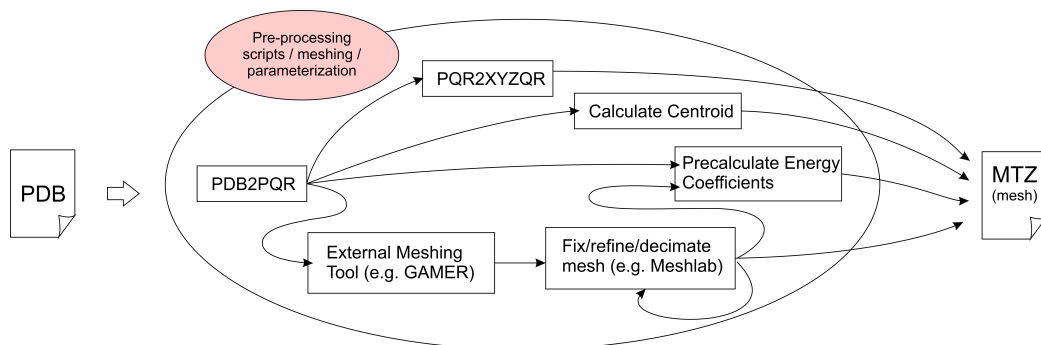 Pre-processing
scripts / meshing /
parameterization
PQR2XYZQR
Calculate Centroid
PDB2PQR
Precalculate Energy
Coefficients
PDB
MTZ
(mesh)
External Meshing
Tool (e.g. GAMER)
Fix/refine/decimate
mesh (e.g. Meshlab)